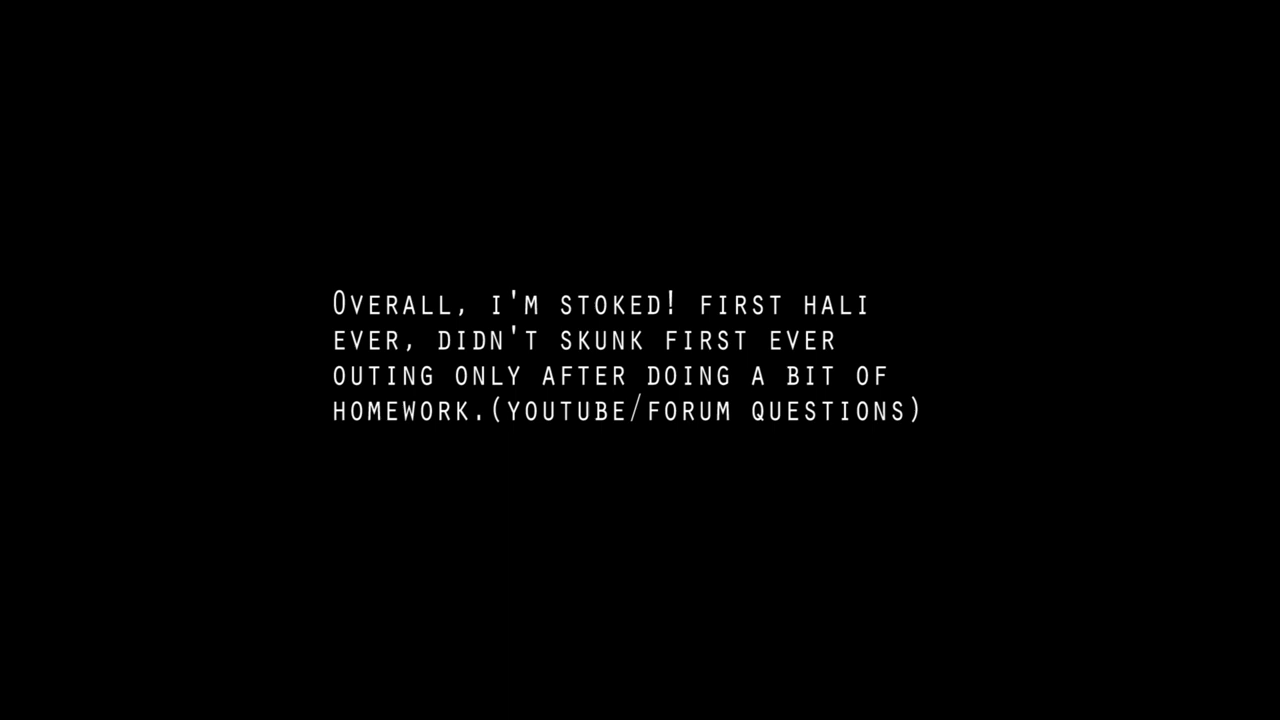 Overall, i'm stoked! first hali
ever, didn't skunk first ever
outing only after doing a bit of
homework.(youtube/forum questions)